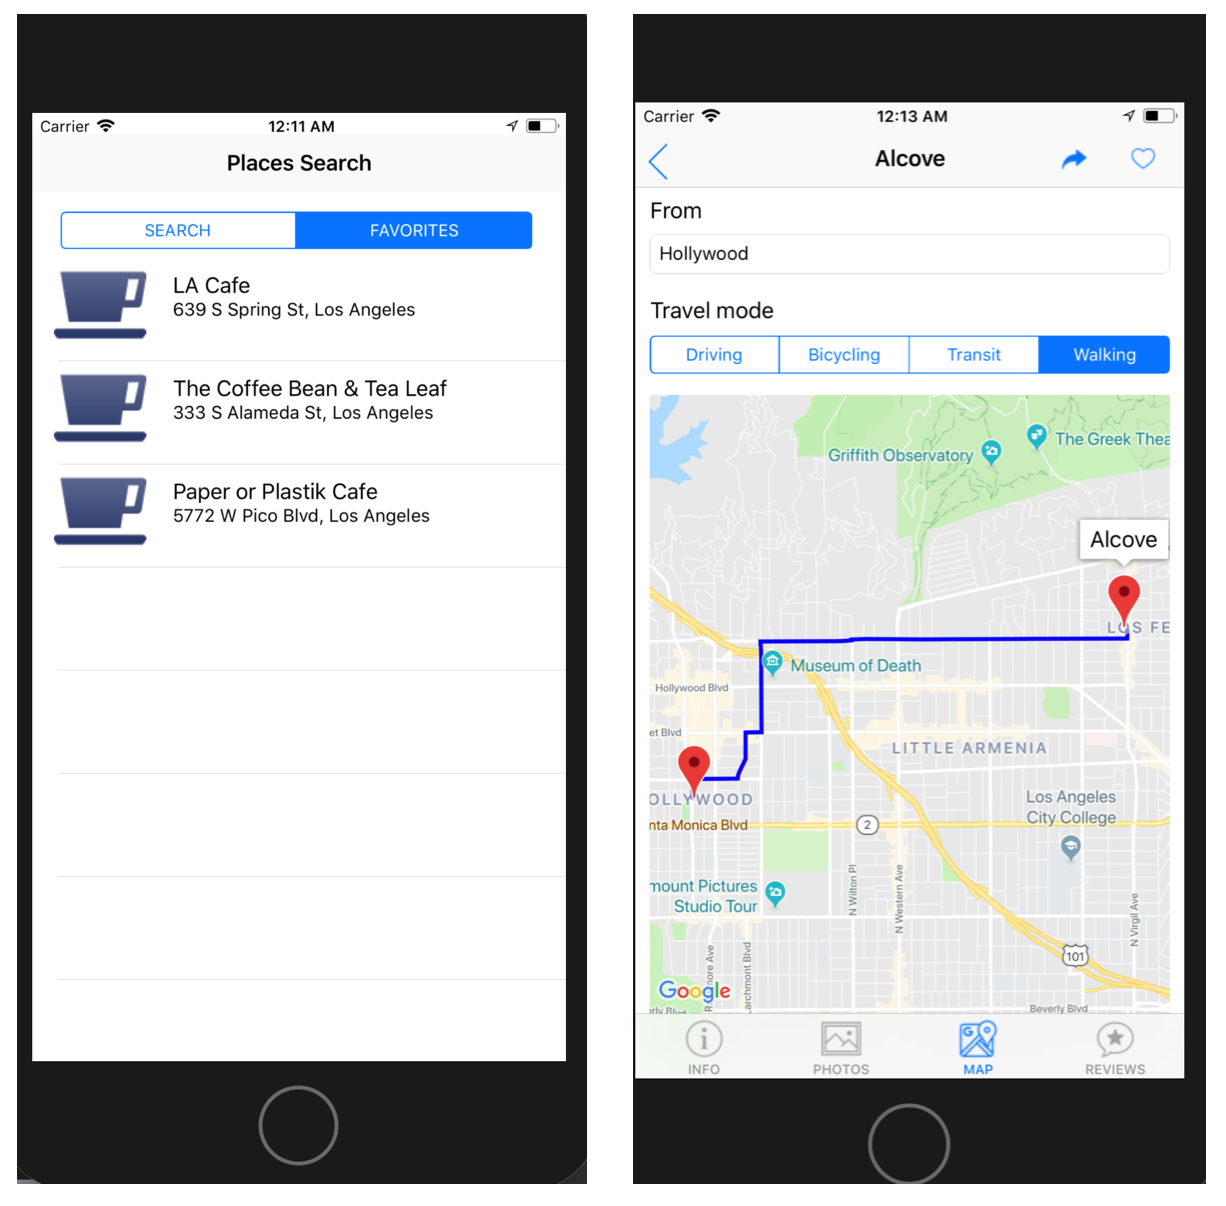 Carrier
12:11 AM
Places Search
SEARCH
FAVORITES
LA Cafe
639 S Spring St, Los Angeles
The Coffee Bean & Tea Leaf
333 S Alameda St, Los Angeles
Paper or Plastik Cafe
5772 W Pico Blvd, Los Angeles
Carrier
12:13 AM
Alcove
From
Hollywood
Travel mode
Driving
Bicycling
Transit
Walking
The Greek Thea
Griffith Observatory
Alcove
LOS FE
Museum of Death
Hollywood Blvd
et Blvd
LITTLE ARMENIA
OLLYWOOD
Los Angeles
City College
nta Monica Blvd
2
mount Pictures
Studio Tour
N Wilton Pl
N Western Ave
N Virgil Ave
more Ave
archmont Blvd
101
Google
Beverly Blvd
INFO
PHOTOS
MAP
REVIEWS